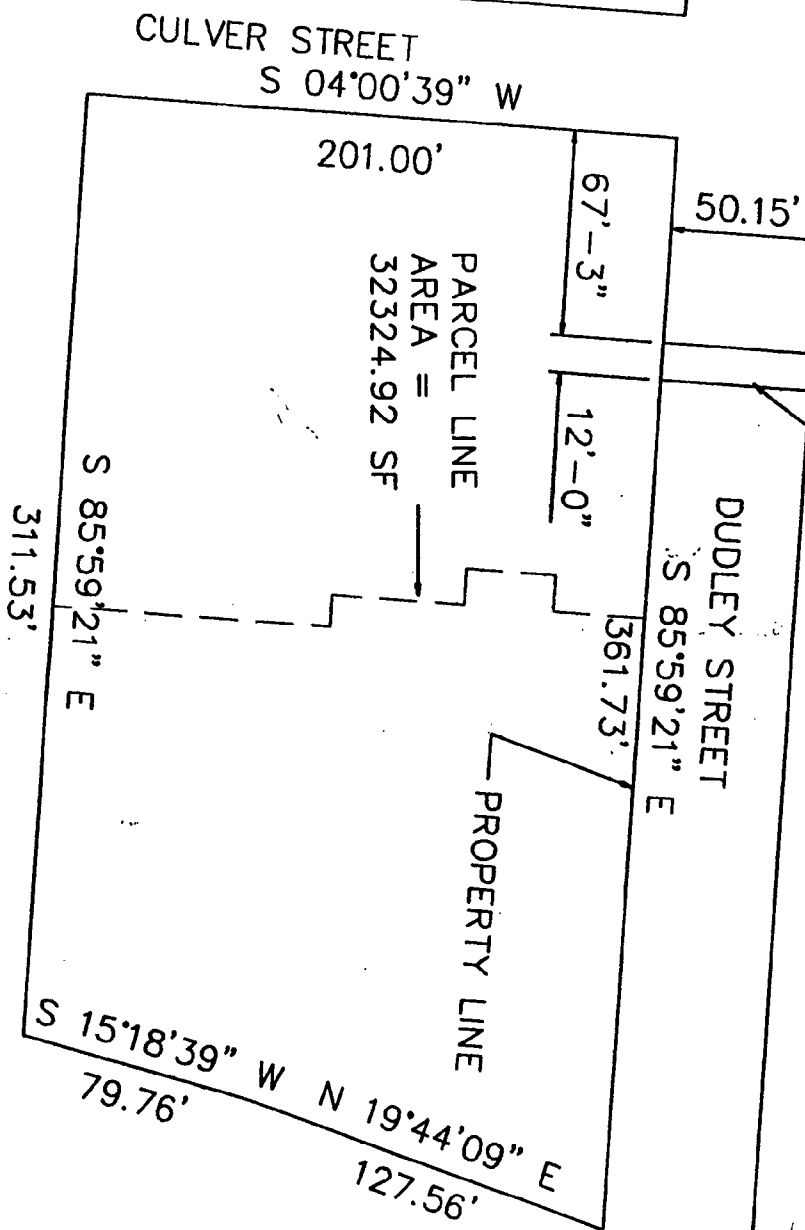 CULVER STREET
S 04°00'39" W
201.00'
67'-3"
50.15'
12'-0"
PARCEL LINE
AREA =
32324.92 SF
DUDLEY STREET
S 85°59'21" E
361.73'
S 85°59'21" E
311.53'
PROPERTY LINE
S 15°18'39" W
79.76'
N 19°44'09" E
127.56'